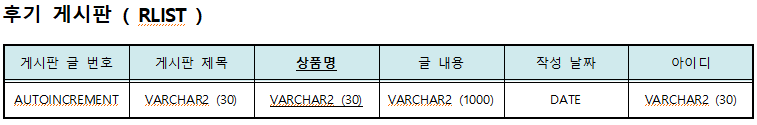 후기 게시판 ( RLIST )
게시판 글 번호 게시판 제목 상품명 글 내용 작성 날짜 아이디
AUTOINCREMENT VARCHAR2 (30) VARCHAR2 (30) VARCHAR2 (1000) DATE VARCHAR2 (30)